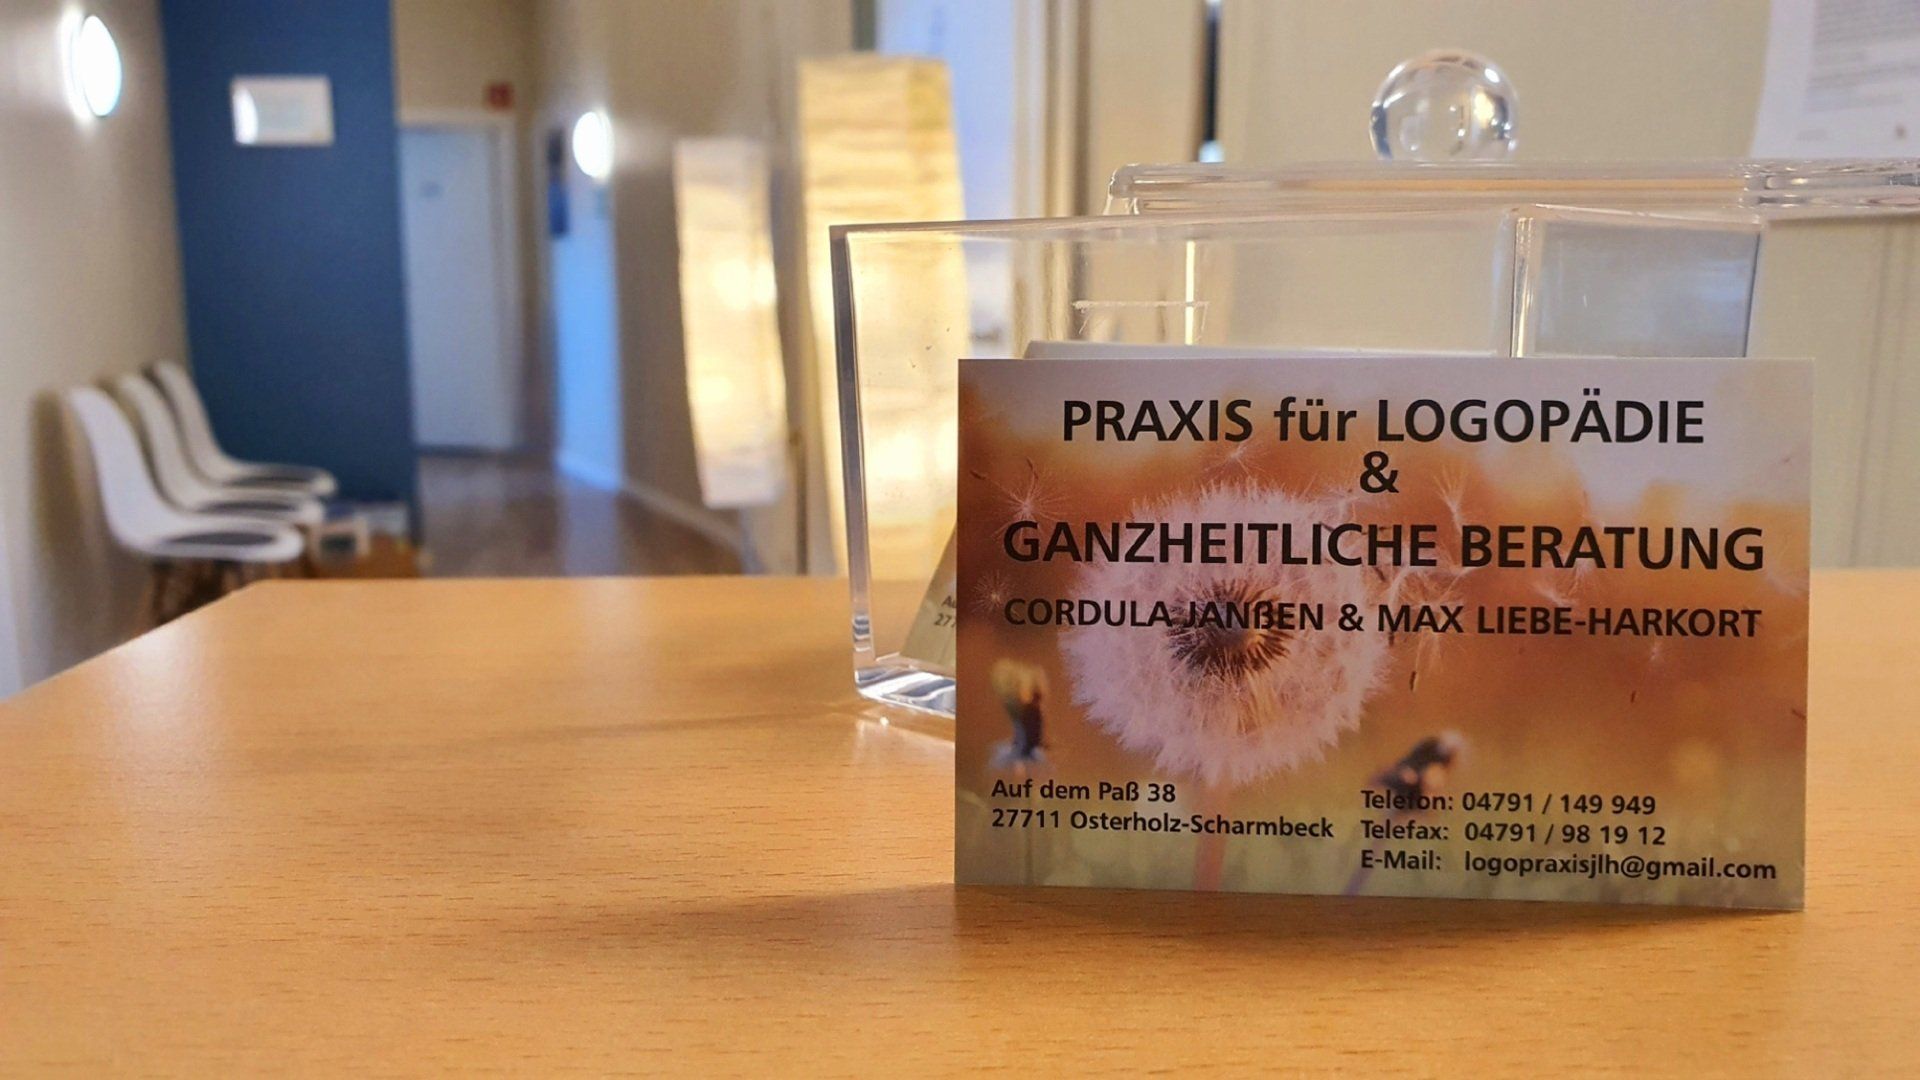 PRAXIS für LOGOPÄDIE
&
GANZHEITLICHE BERATUNG
CORDULA JANßEN & MAX LIEBE-HARKORT
Auf dem Paß 38
27711 Osterholz-Scharmbeck
Telefon: 04791 / 149 949
Telefax: 04791 / 98 19 12
E-Mail: logopraxisjlh@gmail.com